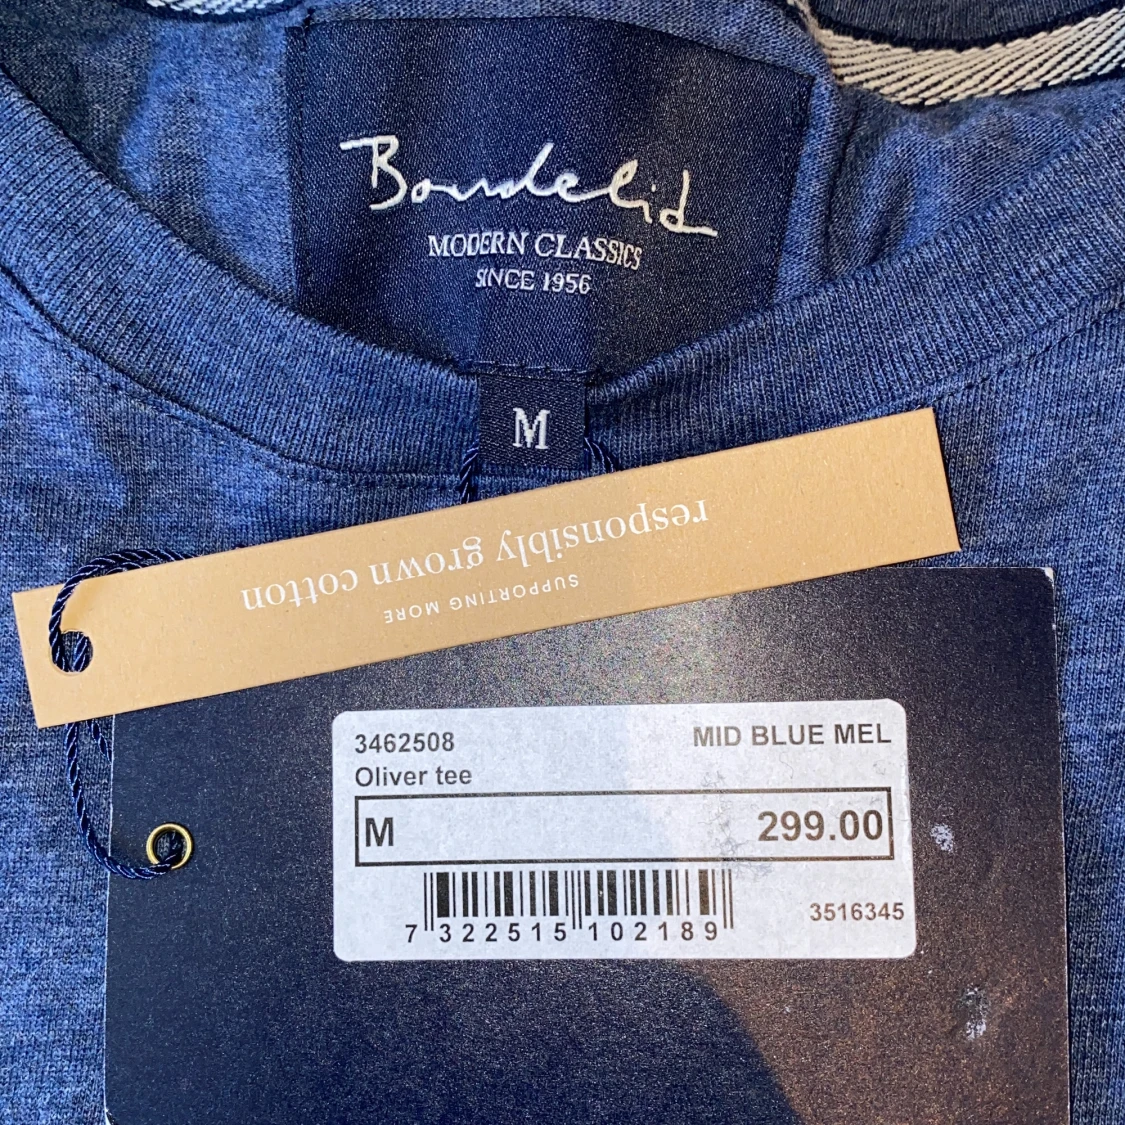 Bondelid
MODERN CLASSICS
SINCE 1956
M
SUPPORTING MORE
responsibly grown cotton
3462508
MID BLUE MEL
Oliver tee
M
299.00
3516345
7 322515 102189